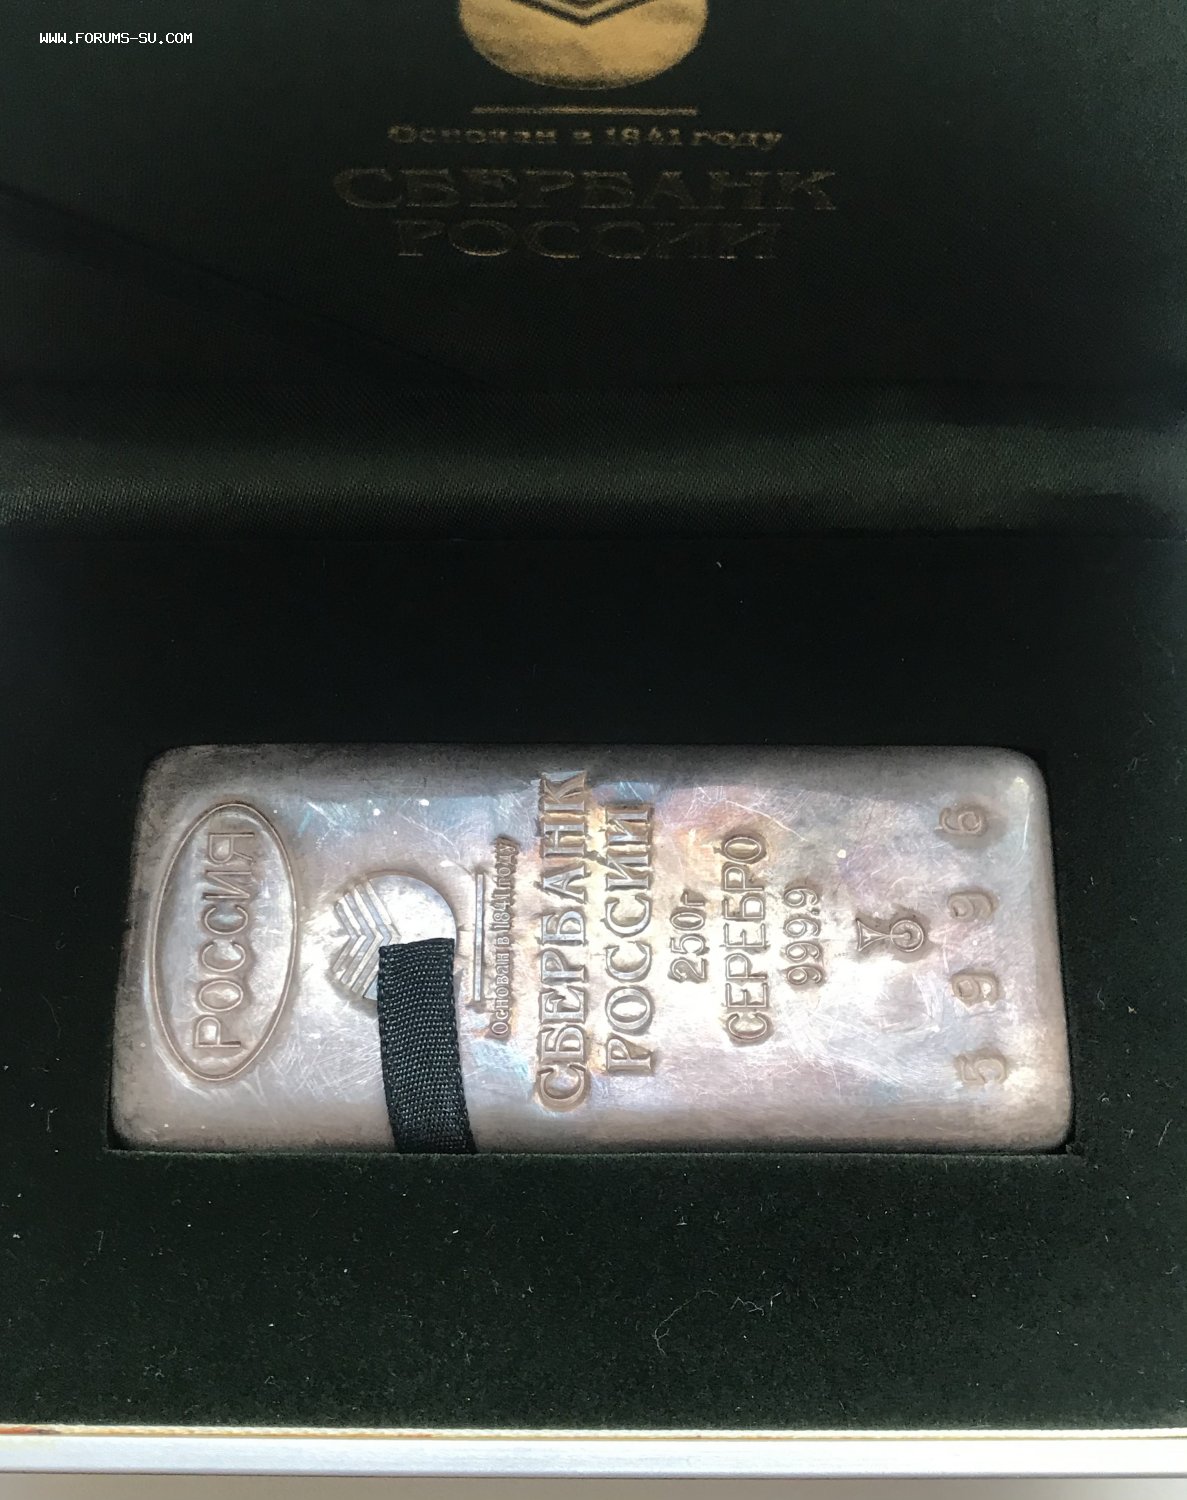 WWW.FORUMS-SU.COM
Основан в 1841 году
СБЕРБАНК
РОССИИ
РОССИЯ
Основан в 1841 году
СБЕРБАНК
РОССИИ
250г
СЕРЕБРО
999.9
5996